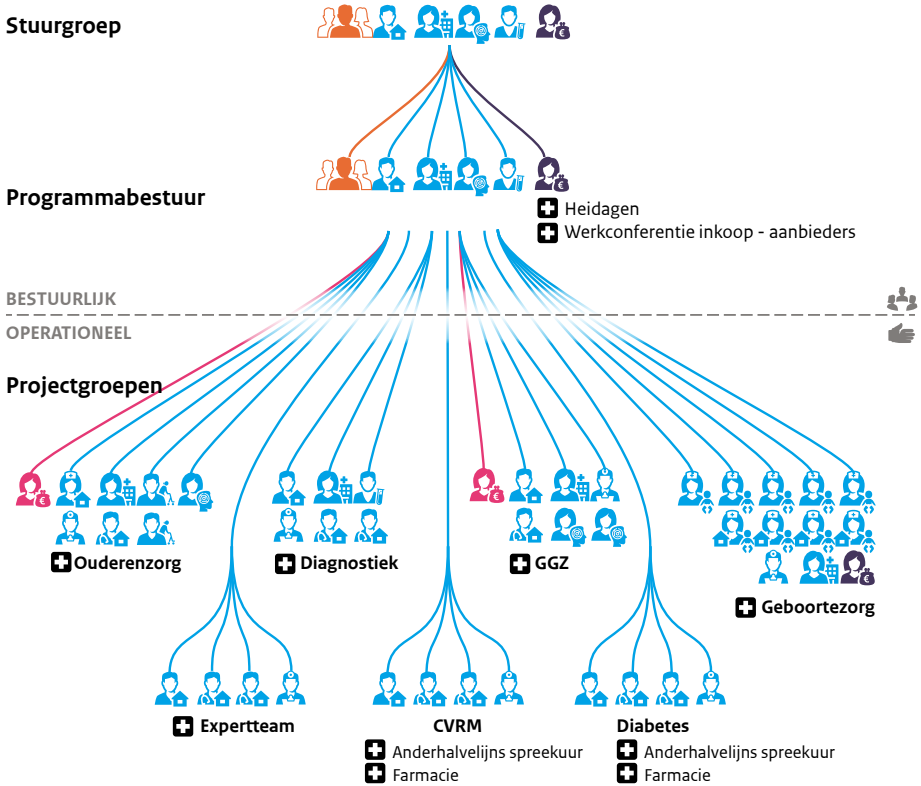 Stuurgroep
Programmabestuur
Heidagen
Werkconferentie inkoop - aanbieders
BESTUURLIJK
OPERATIONEEL
Projectgroepen
Ouderenzorg
Diagnostiek
GGZ
Geboortezorg
Expertteam
CVRM
Anderhalvelijns spreekuur
Farmacie
Diabetes
Anderhalvelijns spreekuur
Farmacie